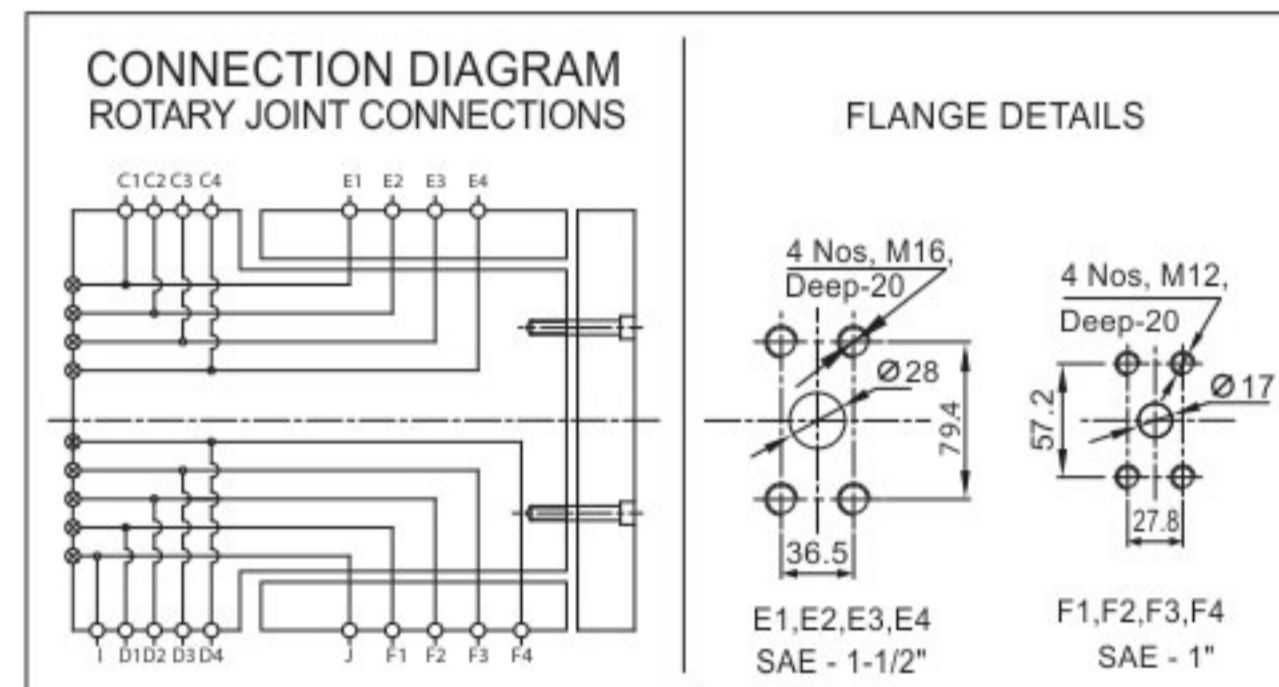 CONNECTION DIAGRAM
ROTARY JOINT CONNECTIONS
C1 C2 C3 C4 E1 E2 E3 E4
I D1 D2 D3 D4 J F1 F2 F3 F4
FLANGE DETAILS
4 Nos, M16,
Deep-20
Ø28
79.4
36.5
E1,E2,E3,E4
SAE - 1-1/2"
4 Nos, M12,
Deep-20
Ø17
57.2
27.8
F1,F2,F3,F4
SAE - 1"